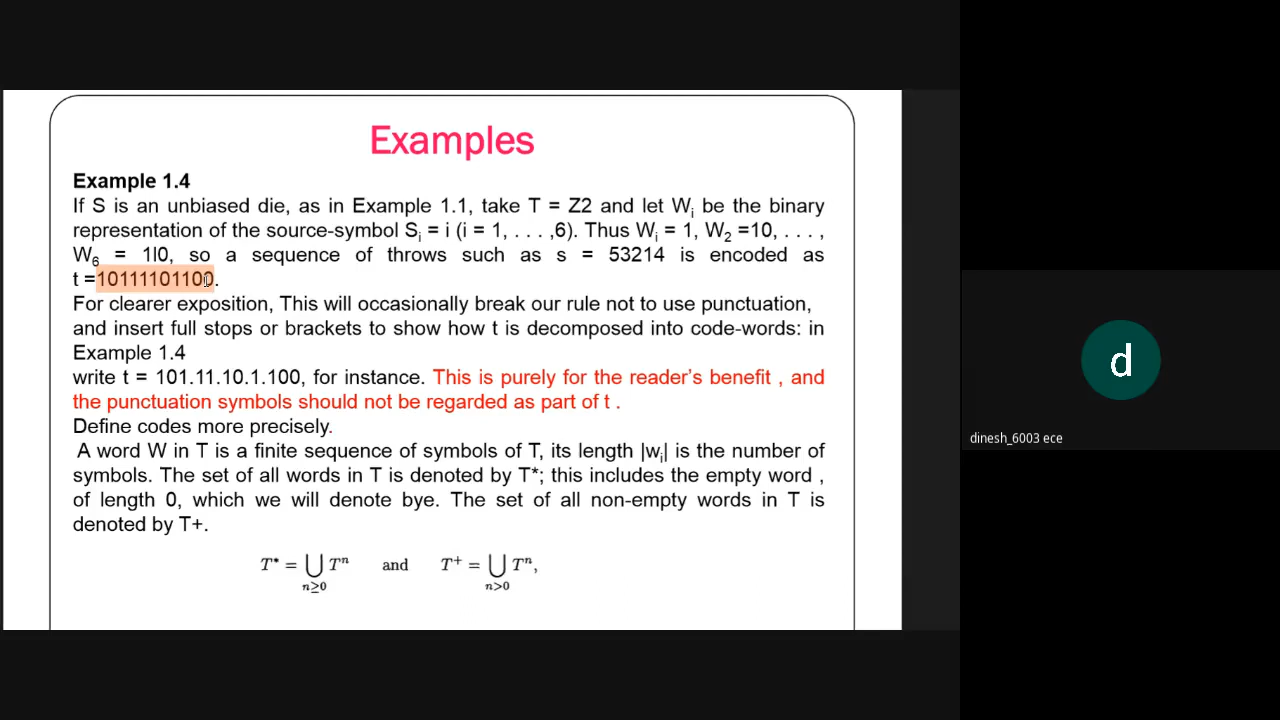 Examples
Example 1.4
If S is an unbiased die, as in Example 1.1, take T = Z2 and let Wi be the binary
representation of the source-symbol Si = i (i = 1, . . . ,6). Thus Wi = 1, W2 =10, . . . ,
W6 = 1l0, so a sequence of throws such as s = 53214 is encoded as
t =10111101100.
For clearer exposition, This will occasionally break our rule not to use punctuation,
and insert full stops or brackets to show how t is decomposed into code-words: in
Example 1.4
write t = 101.11.10.1.100, for instance. This is purely for the reader's benefit , and
the punctuation symbols should not be regarded as part of t .
Define codes more precisely.
A word W in T is a finite sequence of symbols of T, its length |wi| is the number of
symbols. The set of all words in T is denoted by T*; this includes the empty word ,
of length 0, which we will denote bye. The set of all non-empty words in T is
denoted by T+.
T* = ⋃ n≥0 Tⁿ and T⁺ = ⋃ n>0 Tⁿ,
d
dinesh_6003 ece